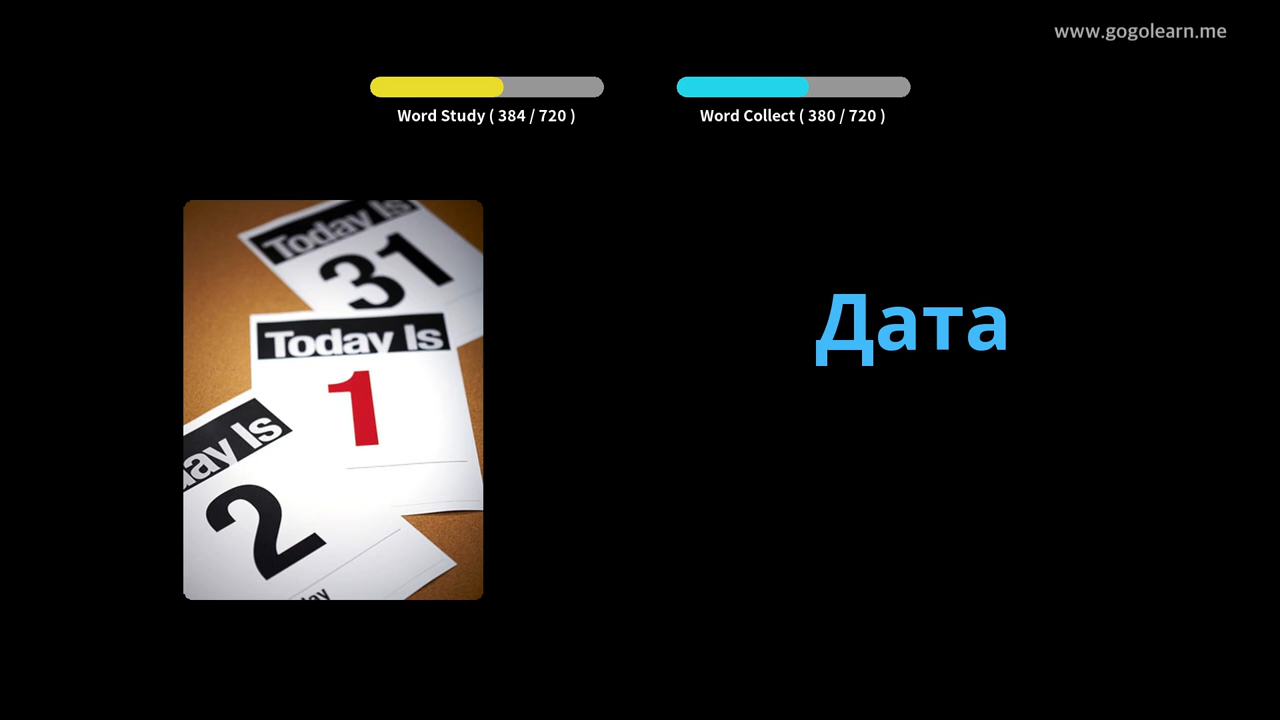 www.gogolearn.me
Word Study ( 384 / 720 )
Word Collect ( 380 / 720 )
Today Is
31
Today Is
1
Дата
day Is
2